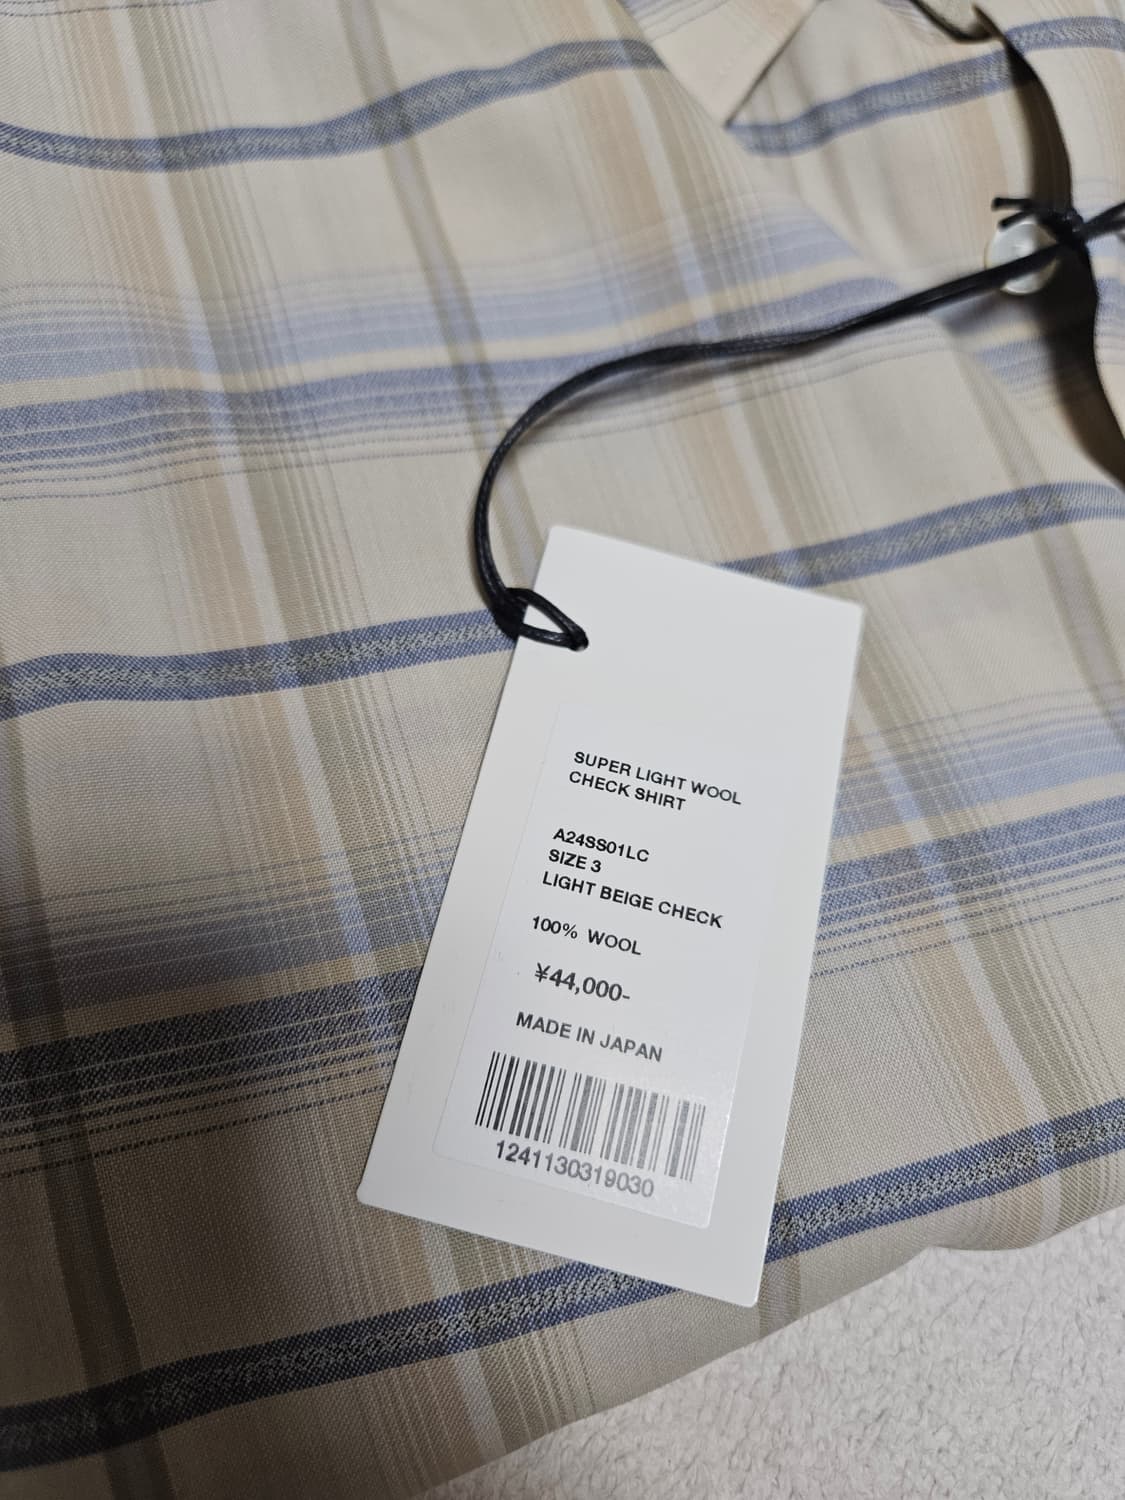 SUPER LIGHT WOOL
CHECK SHIRT
A24SS01LC
SIZE 3
LIGHT BEIGE CHECK
100% WOOL
¥44,000-
MADE IN JAPAN
1241130319030